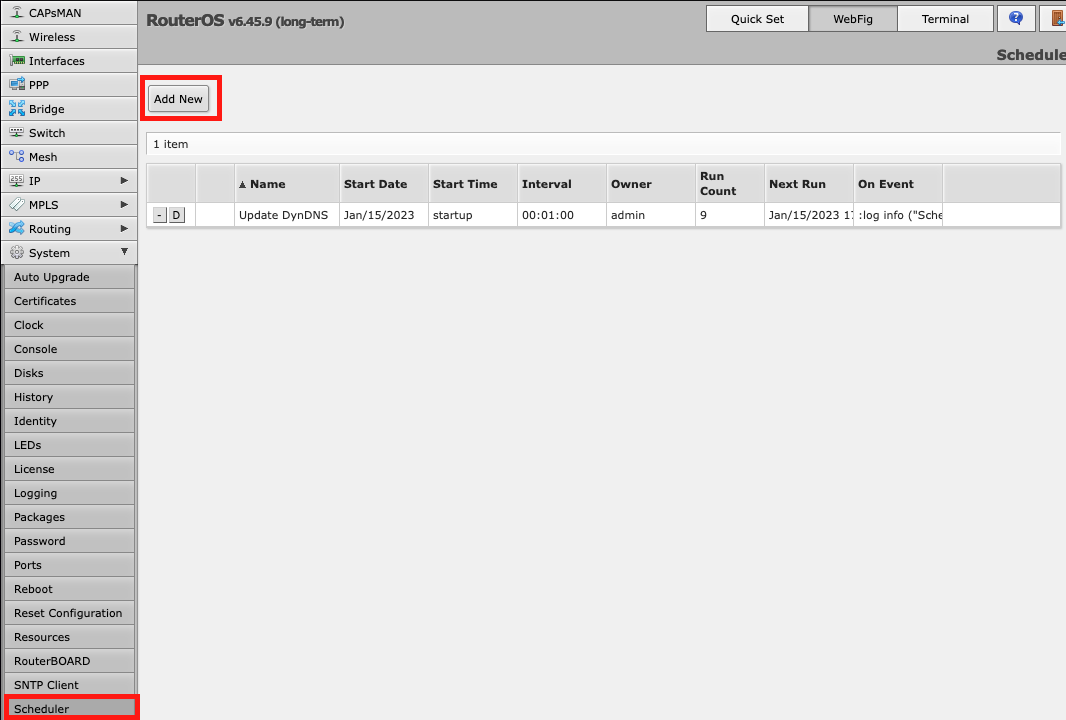 CAPsMAN
Wireless
Interfaces
PPP
Bridge
Switch
Mesh
IP
MPLS
Routing
System
Auto Upgrade
Certificates
Clock
Console
Disks
History
Identity
LEDs
License
Logging
Packages
Password
Ports
Reboot
Reset Configuration
Resources
RouterBOARD
SNTP Client
Scheduler
RouterOS v6.45.9 (long-term)
Quick Set WebFig Terminal
Schedule
Add New
1 item
▲ Name Start Date Start Time Interval Owner Run Count Next Run On Event
- D Update DynDNS Jan/15/2023 startup 00:01:00 admin 9 Jan/15/2023 17 :log info ("Sche